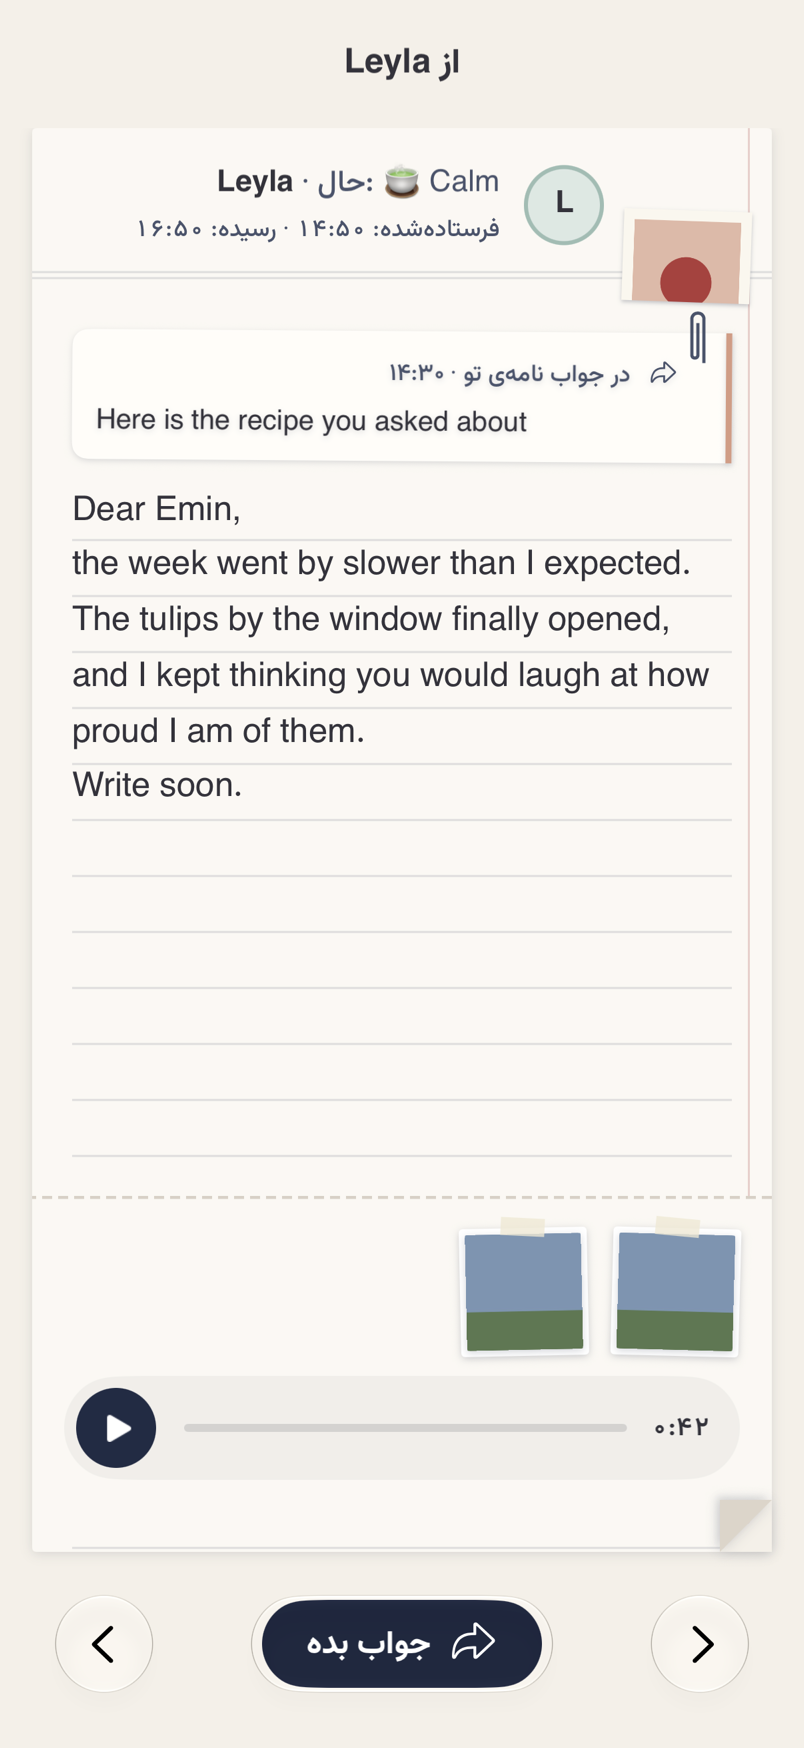 از Leyla
Leyla · حال: 🍵 Calm
L
فرستاده‌شده: ۱۴:۵۰ · رسیده: ۱۶:۵۰
در جواب نامه‌ی تو · ۱۴:۳۰
Here is the recipe you asked about
Dear Emin,
the week went by slower than I expected.
The tulips by the window finally opened,
and I kept thinking you would laugh at how
proud I am of them.
Write soon.
۰:۴۲
جواب بده